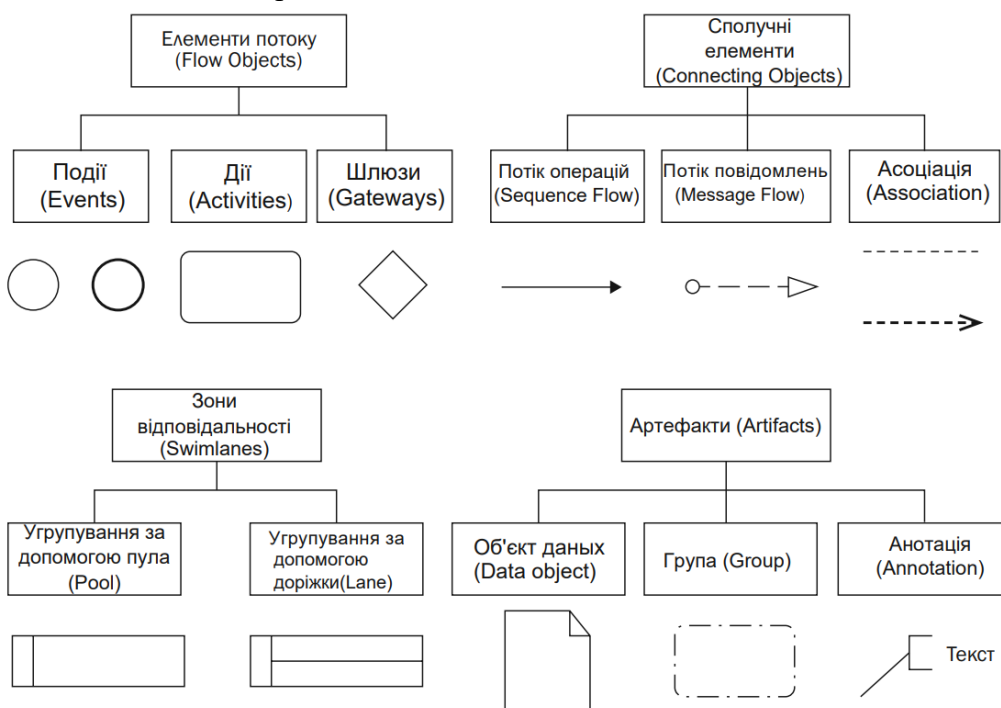 Елементи потоку
(Flow Objects)
Сполучні
елементи
(Connecting Objects)
Події
(Events)
Дії
(Activities)
Шлюзи
(Gateways)
Потік операцій
(Sequence Flow)
Потік повідомлень
(Message Flow)
Асоціація
(Association)
Зони
відповідальності
(Swimlanes)
Артефакти (Artifacts)
Угрупування за
допомогою пула
(Pool)
Угрупування за
допомогою
доріжки(Lane)
Об'єкт даных
(Data object)
Група (Group)
Анотація
(Annotation)
Текст